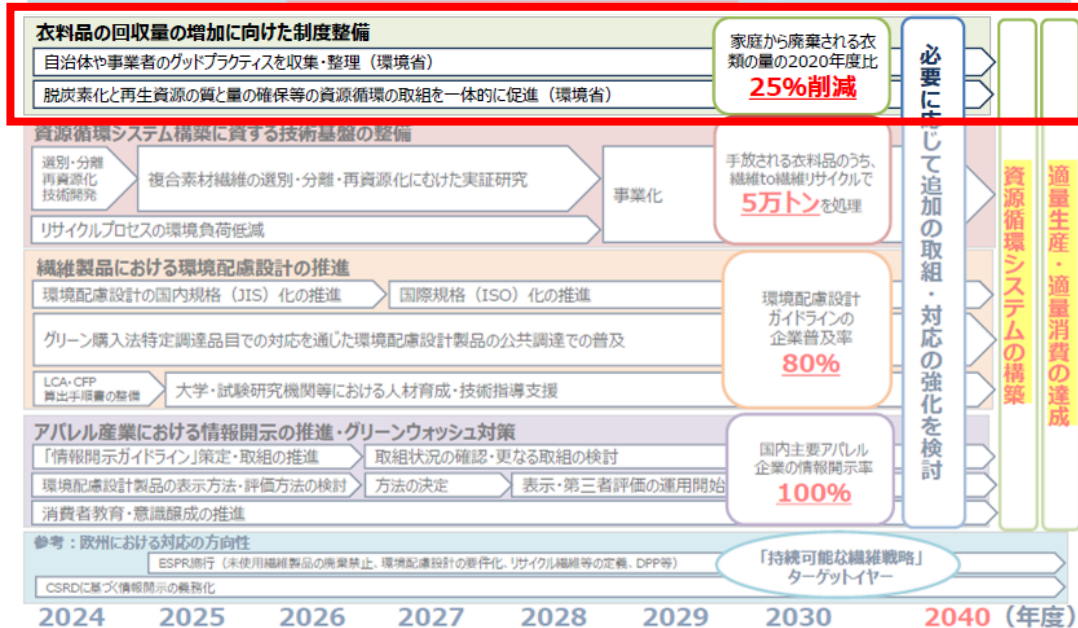 衣料品の回収量の増加に向けた制度整備
自治体や事業者のグッドプラクティスを収集・整理（環境省）
脱炭素化と再生資源の質と量の確保等の資源循環の取組を一体的に促進（環境省）
家庭から廃棄される衣
類の量の2020年度比
25%削減
資源循環システム構築に資する技術基盤の整備
選別・分離
再資源化
技術開発
複合素材繊維の選別・分離・再資源化にむけた実証研究
事業化
リサイクルプロセスの環境負荷低減
手放される衣料品のうち、
繊維to繊維リサイクルで
5万トンを処理
繊維製品における環境配慮設計の推進
環境配慮設計の国内規格（JIS）化の推進
国際規格（ISO）化の推進
グリーン購入法特定調達品目での対応を通じた環境配慮設計製品の公共調達での普及
LCA・CFP
算出手順書の整備
大学・試験研究機関等における人材育成・技術指導支援
環境配慮設計
ガイドラインの
企業普及率
80%
アパレル産業における情報開示の推進・グリーンウォッシュ対策
「情報開示ガイドライン」策定・取組の推進
取組状況の確認・更なる取組の検討
環境配慮設計製品の表示方法・評価方法の検討
方法の決定
表示・第三者評価の運用開始
消費者教育・意識醸成の推進
国内主要アパレル
企業の情報開示率
100%
必要に応じて追加の取組・対応の強化を検討
資源循環システムの構築
適量生産・適量消費の達成
参考：欧州における対応の方向性
ESPR施行（未使用繊維製品の廃棄禁止、環境配慮設計の要件化、リサイクル繊維等の定義、DPP等）
CSRDに基づく情報開示の義務化
「持続可能な繊維戦略」
ターゲットイヤー
2024 2025 2026 2027 2028 2029 2030 2040（年度）